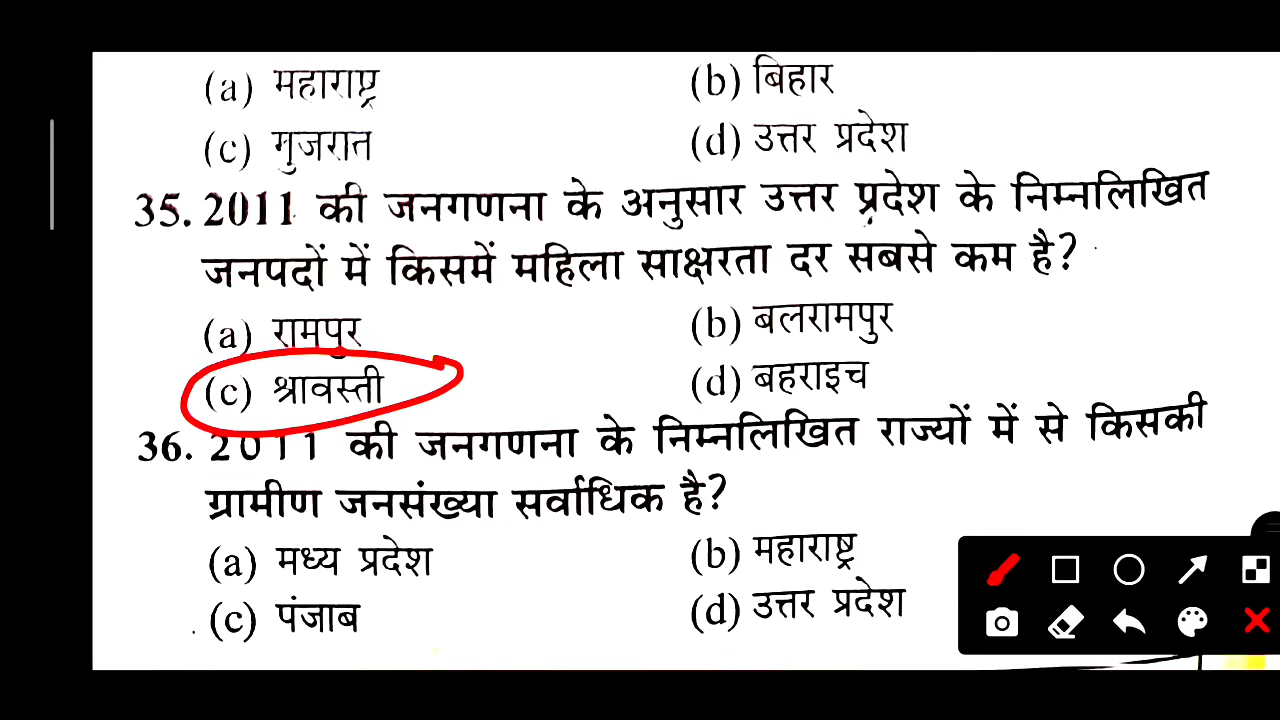 (a) महाराष्ट्र (b) बिहार
(c) गुजरात (d) उत्तर प्रदेश
35. 2011 की जनगणना के अनुसार उत्तर प्रदेश के निम्नलिखित
जनपदों में किसमें महिला साक्षरता दर सबसे कम है?
(a) रामपुर (b) बलरामपुर
(c) श्रावस्ती (d) बहराइच
36. 2011 की जनगणना के निम्नलिखित राज्यों में से किसकी
ग्रामीण जनसंख्या सर्वाधिक है?
(a) मध्य प्रदेश (b) महाराष्ट्र
(c) पंजाब (d) उत्तर प्रदेश